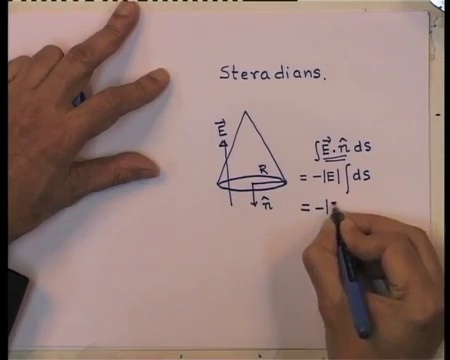 Steradians.
E⃗
R
n̂
∫E⃗ · n̂ ds
= -|E| ∫ds
= -|